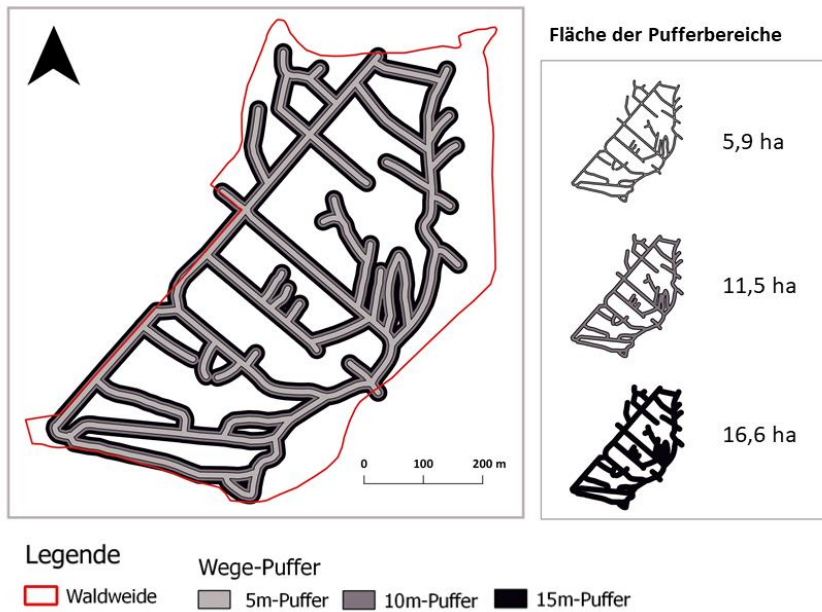 Fläche der Pufferbereiche
5,9 ha
11,5 ha
16,6 ha
0 100 200 m
Legende
Waldweide
Wege-Puffer
5m-Puffer 10m-Puffer 15m-Puffer